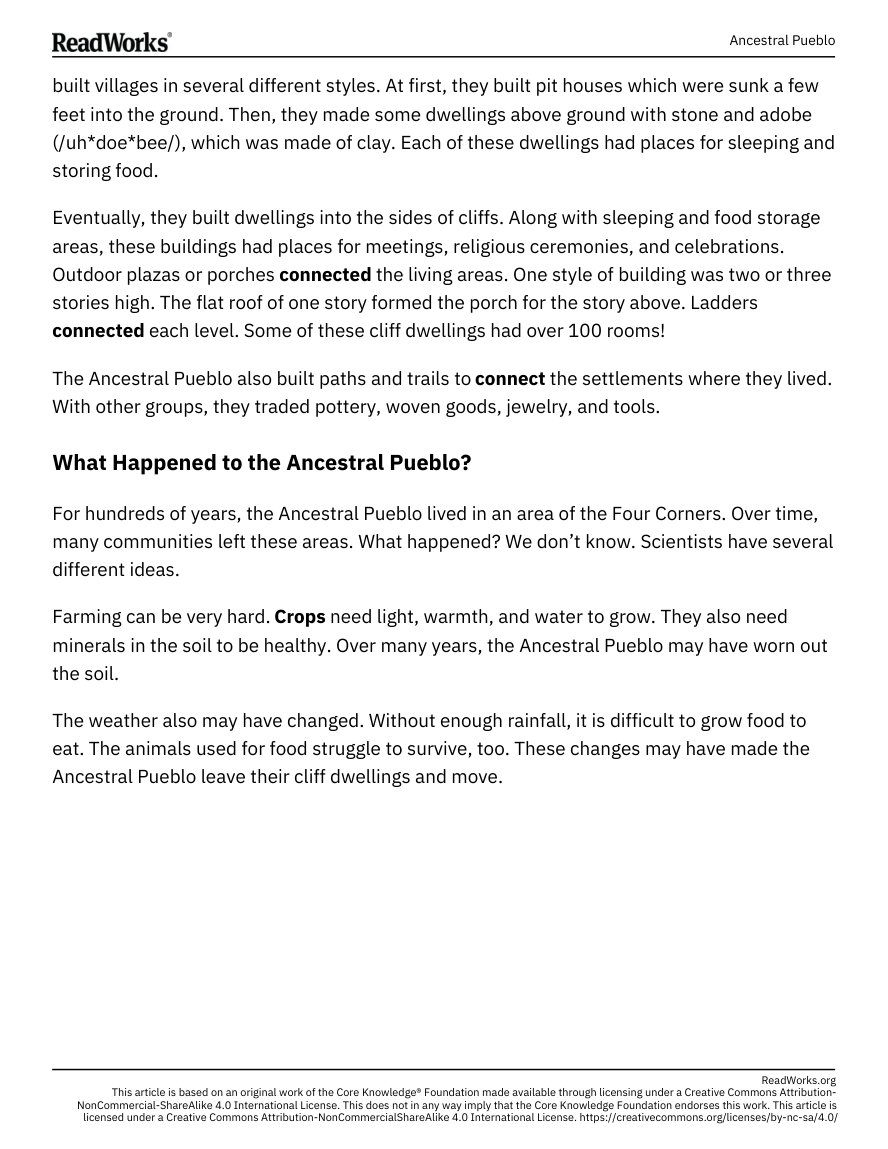 ReadWorks®
Ancestral Pueblo
built villages in several different styles. At first, they built pit houses which were sunk a few
feet into the ground. Then, they made some dwellings above ground with stone and adobe
(/uh*doe*bee/), which was made of clay. Each of these dwellings had places for sleeping and
storing food.
Eventually, they built dwellings into the sides of cliffs. Along with sleeping and food storage
areas, these buildings had places for meetings, religious ceremonies, and celebrations.
Outdoor plazas or porches connected the living areas. One style of building was two or three
stories high. The flat roof of one story formed the porch for the story above. Ladders
connected each level. Some of these cliff dwellings had over 100 rooms!
The Ancestral Pueblo also built paths and trails to connect the settlements where they lived.
With other groups, they traded pottery, woven goods, jewelry, and tools.
What Happened to the Ancestral Pueblo?
For hundreds of years, the Ancestral Pueblo lived in an area of the Four Corners. Over time,
many communities left these areas. What happened? We don’t know. Scientists have several
different ideas.
Farming can be very hard. Crops need light, warmth, and water to grow. They also need
minerals in the soil to be healthy. Over many years, the Ancestral Pueblo may have worn out
the soil.
The weather also may have changed. Without enough rainfall, it is difficult to grow food to
eat. The animals used for food struggle to survive, too. These changes may have made the
Ancestral Pueblo leave their cliff dwellings and move.
ReadWorks.org
This article is based on an original work of the Core Knowledge® Foundation made available through licensing under a Creative Commons Attribution-
NonCommercial-ShareAlike 4.0 International License. This does not in any way imply that the Core Knowledge Foundation endorses this work. This article is
licensed under a Creative Commons Attribution-NonCommercialShareAlike 4.0 International License. https://creativecommons.org/licenses/by-nc-sa/4.0/